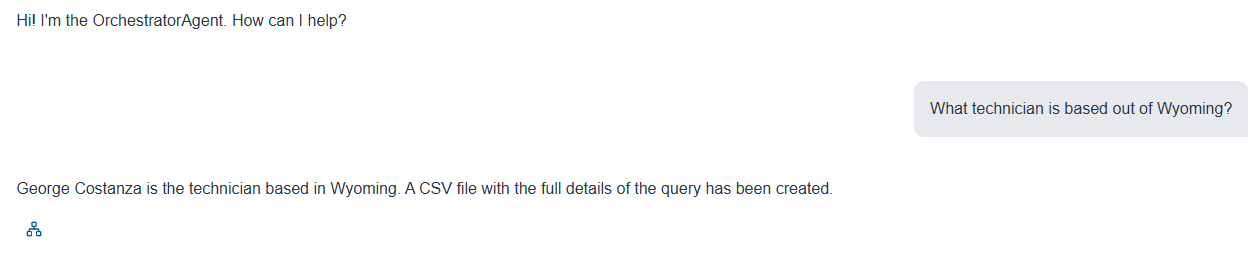 Hi! I'm the OrchestratorAgent. How can I help?
What technician is based out of Wyoming?
George Costanza is the technician based in Wyoming. A CSV file with the full details of the query has been created.